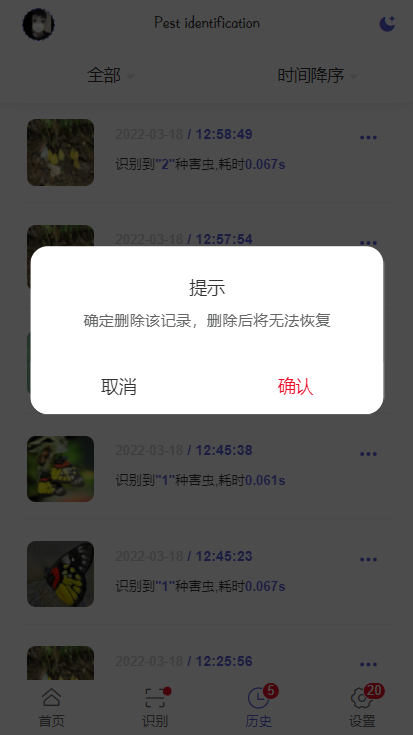 Pest identification
全部
时间降序
2022-03-18 / 12:58:49
识别到"2"种害虫,耗时0.067s
2022-03-18 / 12:57:54
提示
确定删除该记录，删除后将无法恢复
取消
确认
2022-03-18 / 12:45:38
识别到"1"种害虫,耗时0.061s
2022-03-18 / 12:45:23
识别到"1"种害虫,耗时0.067s
2022-03-18 / 12:25:56
5
20
首页
识别
历史
设置